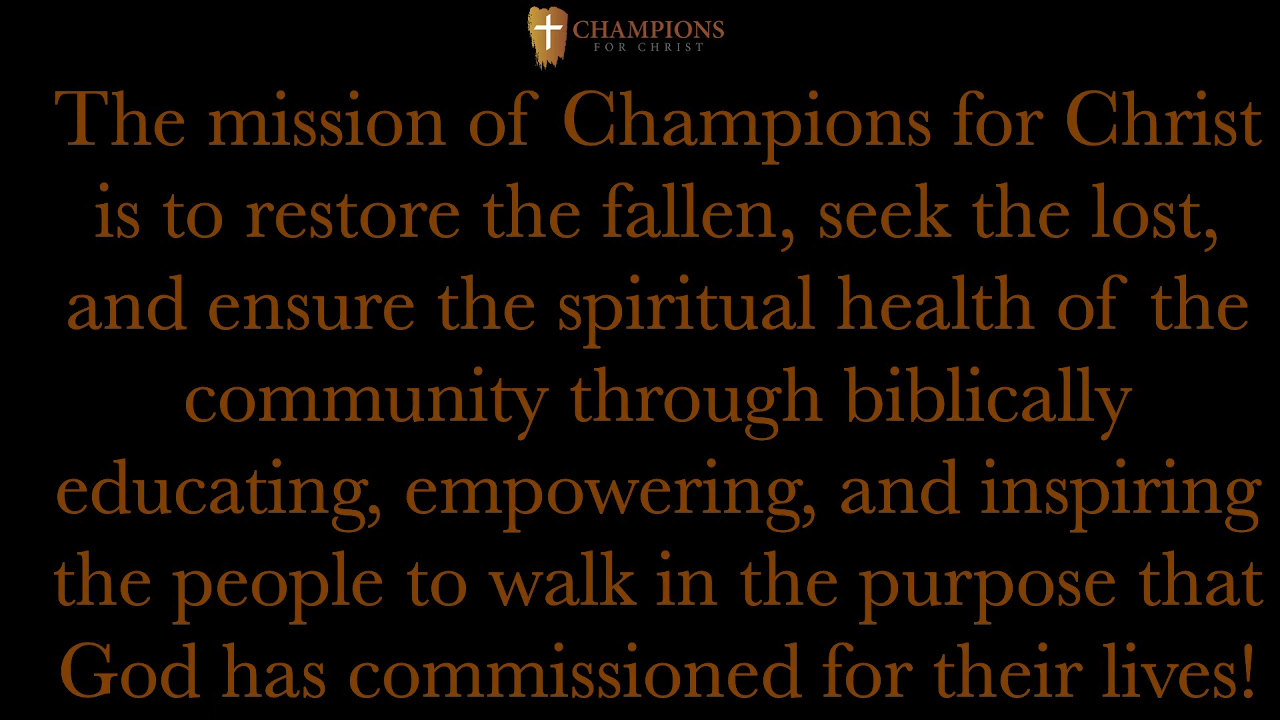 CHAMPIONS
FOR CHRIST
The mission of Champions for Christ
is to restore the fallen, seek the lost,
and ensure the spiritual health of the
community through biblically
educating, empowering, and inspiring
the people to walk in the purpose that
God has commissioned for their lives!